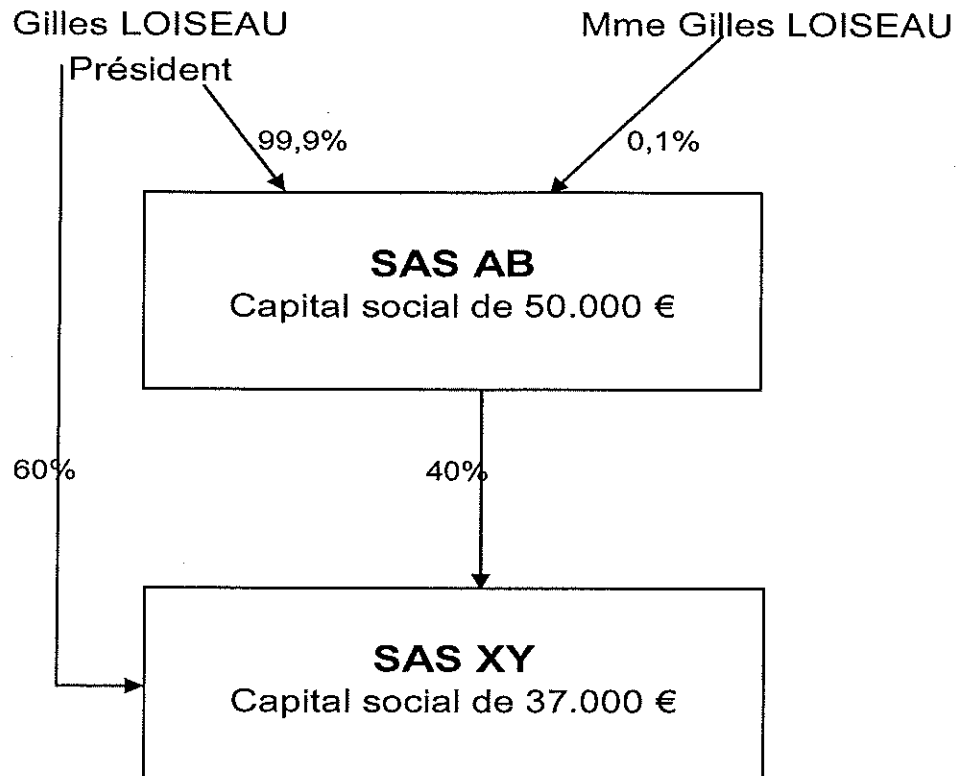 Gilles LOISEAU
Mme Gilles LOISEAU
Président
99,9%
0,1%
SAS AB
Capital social de 50.000 €
60%
40%
SAS XY
Capital social de 37.000 €